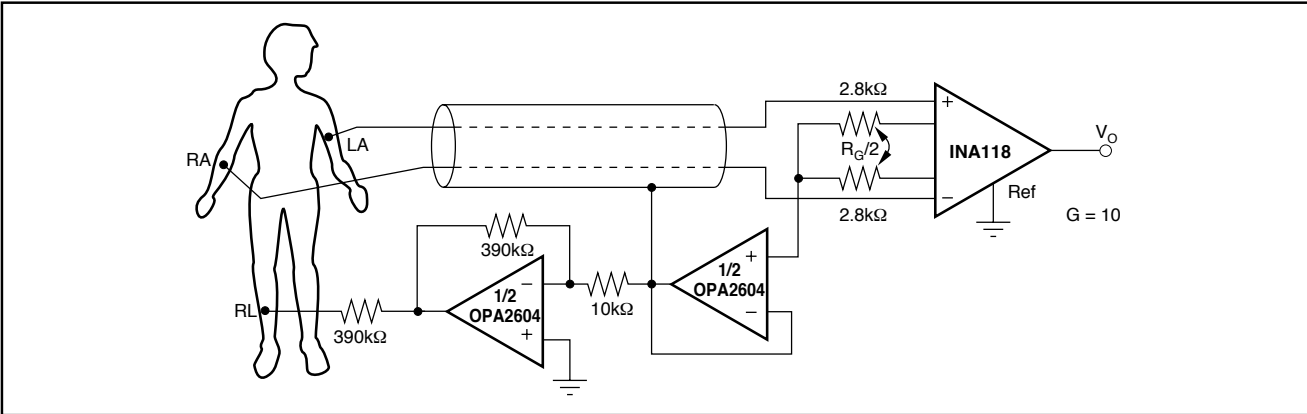 2.8kΩ
+
V_O
LA
RA
R_G/2
INA118
−
Ref
2.8kΩ
G = 10
390kΩ
+
1/2
OPA2604
−
−
1/2
OPA2604
+
10kΩ
RL
390kΩ